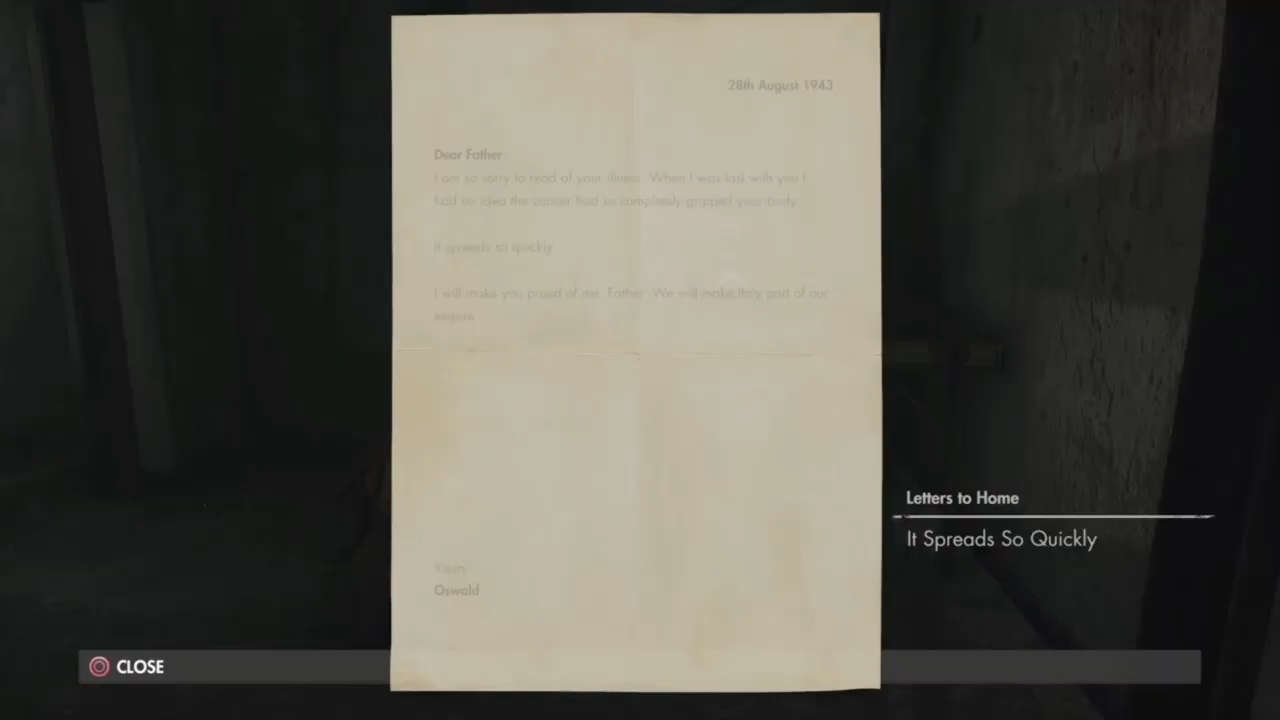 28th August 1943
Dear Father
I am so sorry to read of your illness. When I was last with you I
had no idea the cancer had so completely gripped your body.
It spreads so quickly
I will make you proud of me, Father. We will make Italy part of our
empire.
Yours
Oswald
Letters to Home
It Spreads So Quickly
CLOSE